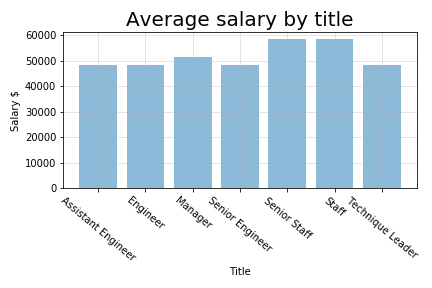 Average salary by title
60000
50000
40000
30000
20000
10000
0
Salary $
Assistant Engineer
Engineer
Manager
Senior Engineer
Senior Staff
Staff
Technique Leader
Title